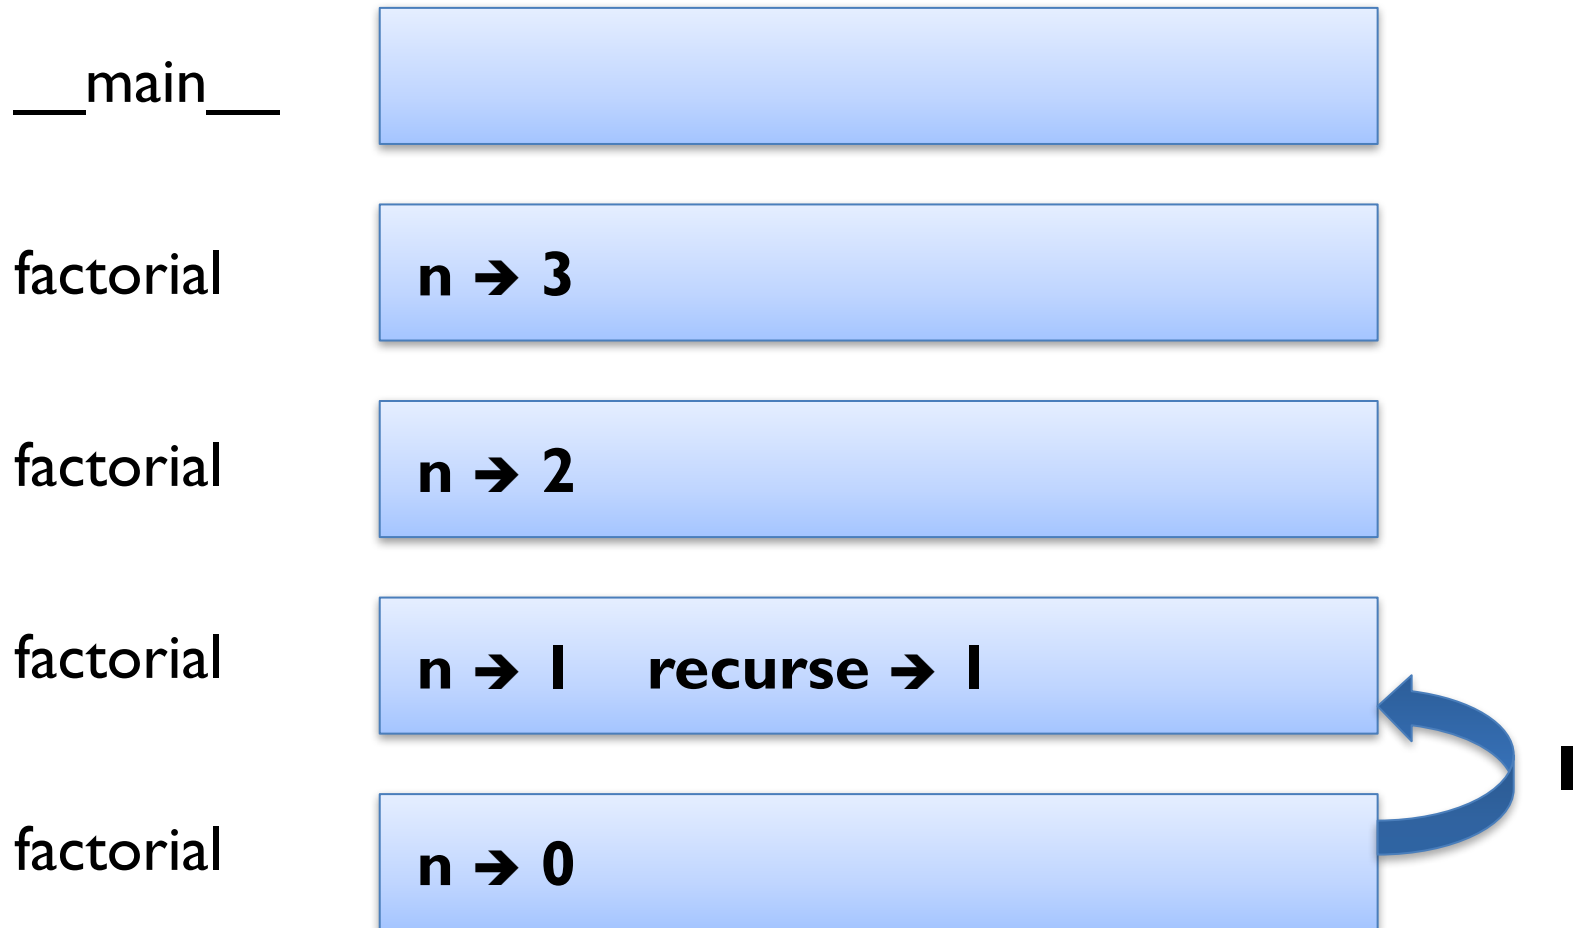 __main__
factorial n → 3
factorial n → 2
factorial n → 1 recurse → 1
1
factorial n → 0